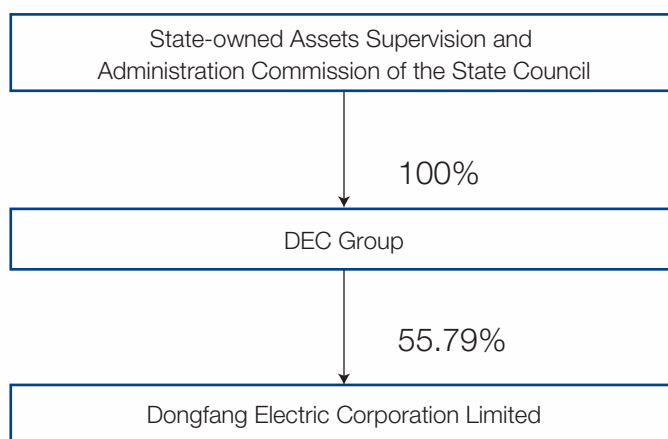 State-owned Assets Supervision and
Administration Commission of the State Council
100%
DEC Group
55.79%
Dongfang Electric Corporation Limited